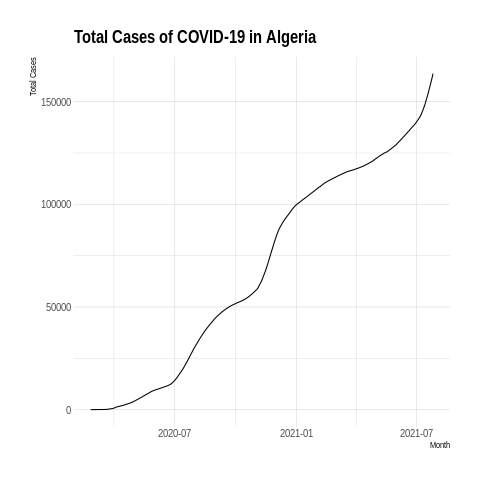 Total Cases of COVID-19 in Algeria
Total Cases
150000
100000
50000
0
2020-07
2021-01
2021-07
Month